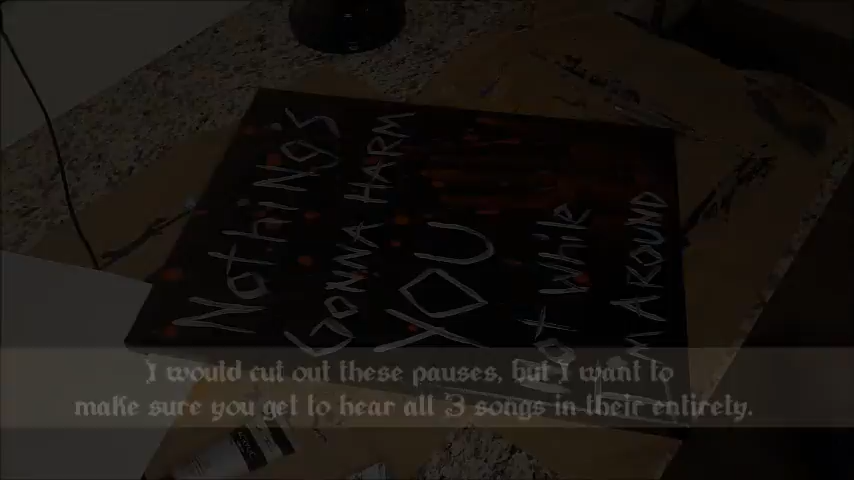 NothiNGS
GONNA HARM
YOU
Not While
I'm AROUND
I would cut out these pauses, but I want to
make sure you get to hear all 3 songs in their entirety.